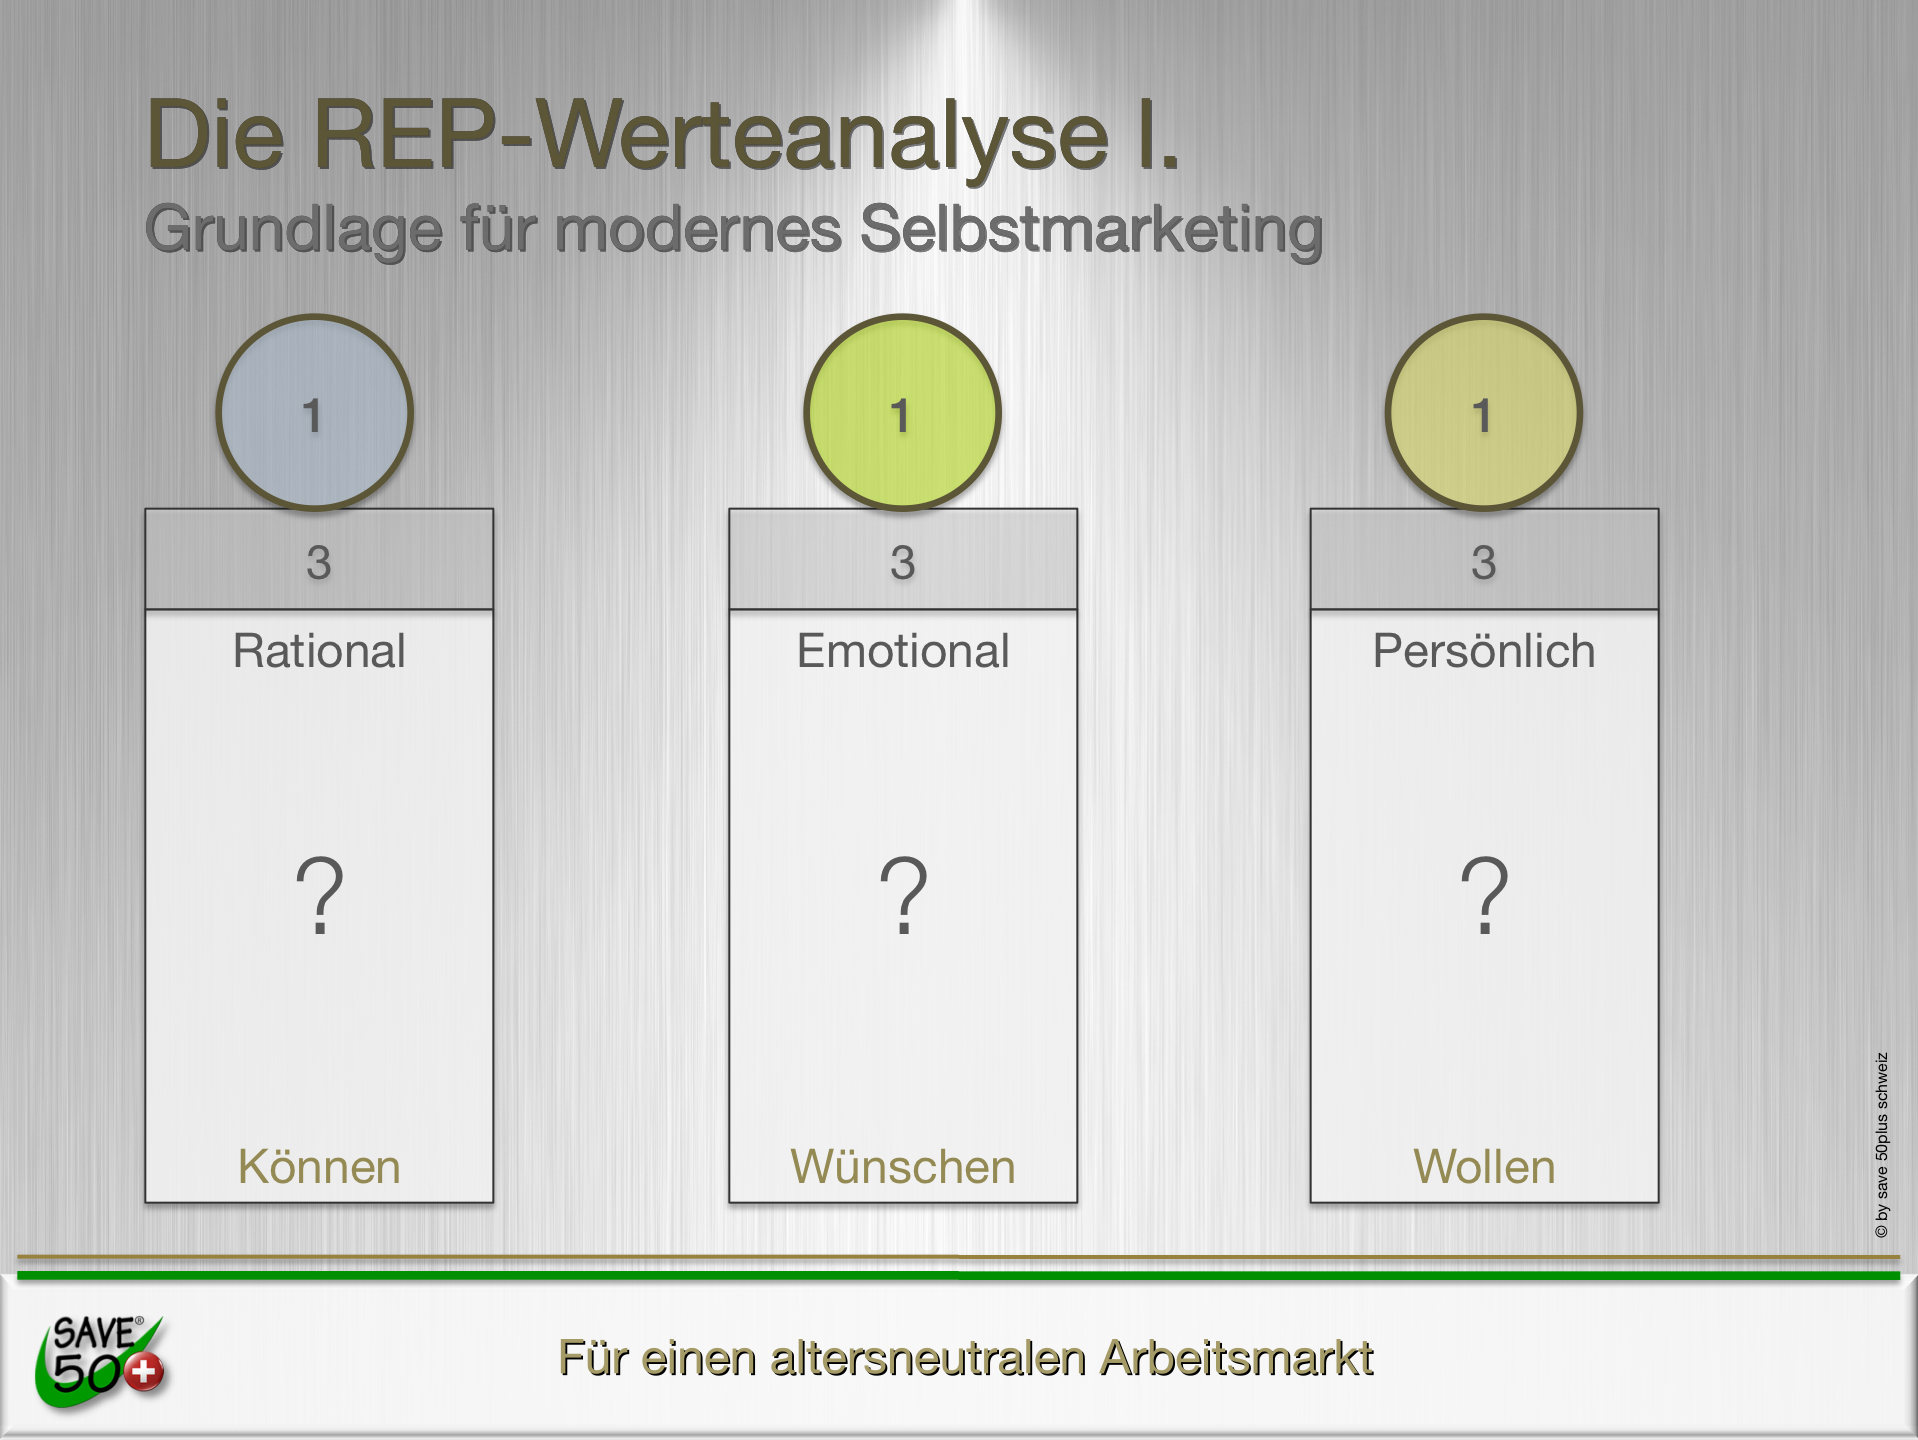 Die REP-Werteanalyse I.
Grundlage für modernes Selbstmarketing
1
1
1
3
3
3
Rational
Emotional
Persönlich
?
?
?
Können
Wünschen
Wollen
© by save 50plus schweiz
SAVE®
50+
Für einen altersneutralen Arbeitsmarkt